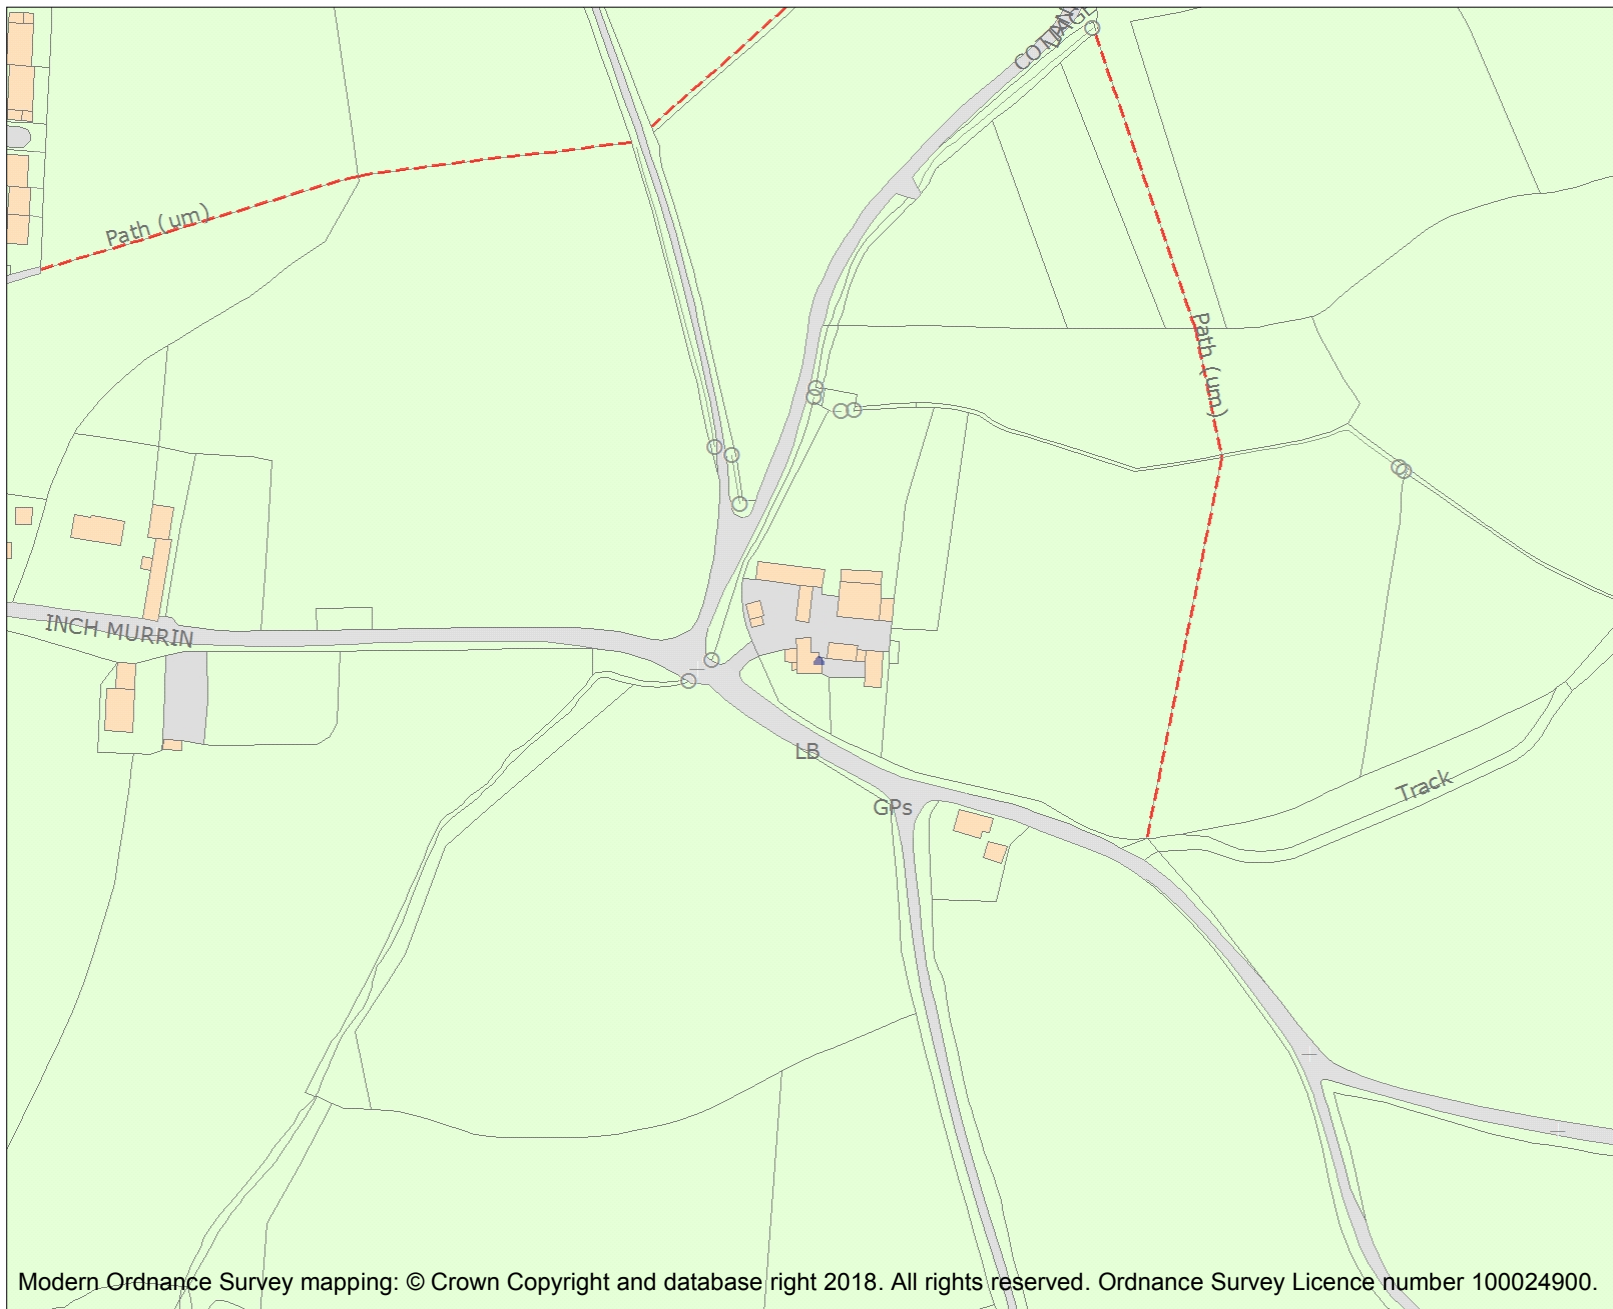 COTTAGE
Path (um)
Path (um)
INCH MURRIN
LB
GPs
Track
Modern Ordnance Survey mapping: © Crown Copyright and database right 2018. All rights reserved. Ordnance Survey Licence number 100024900.